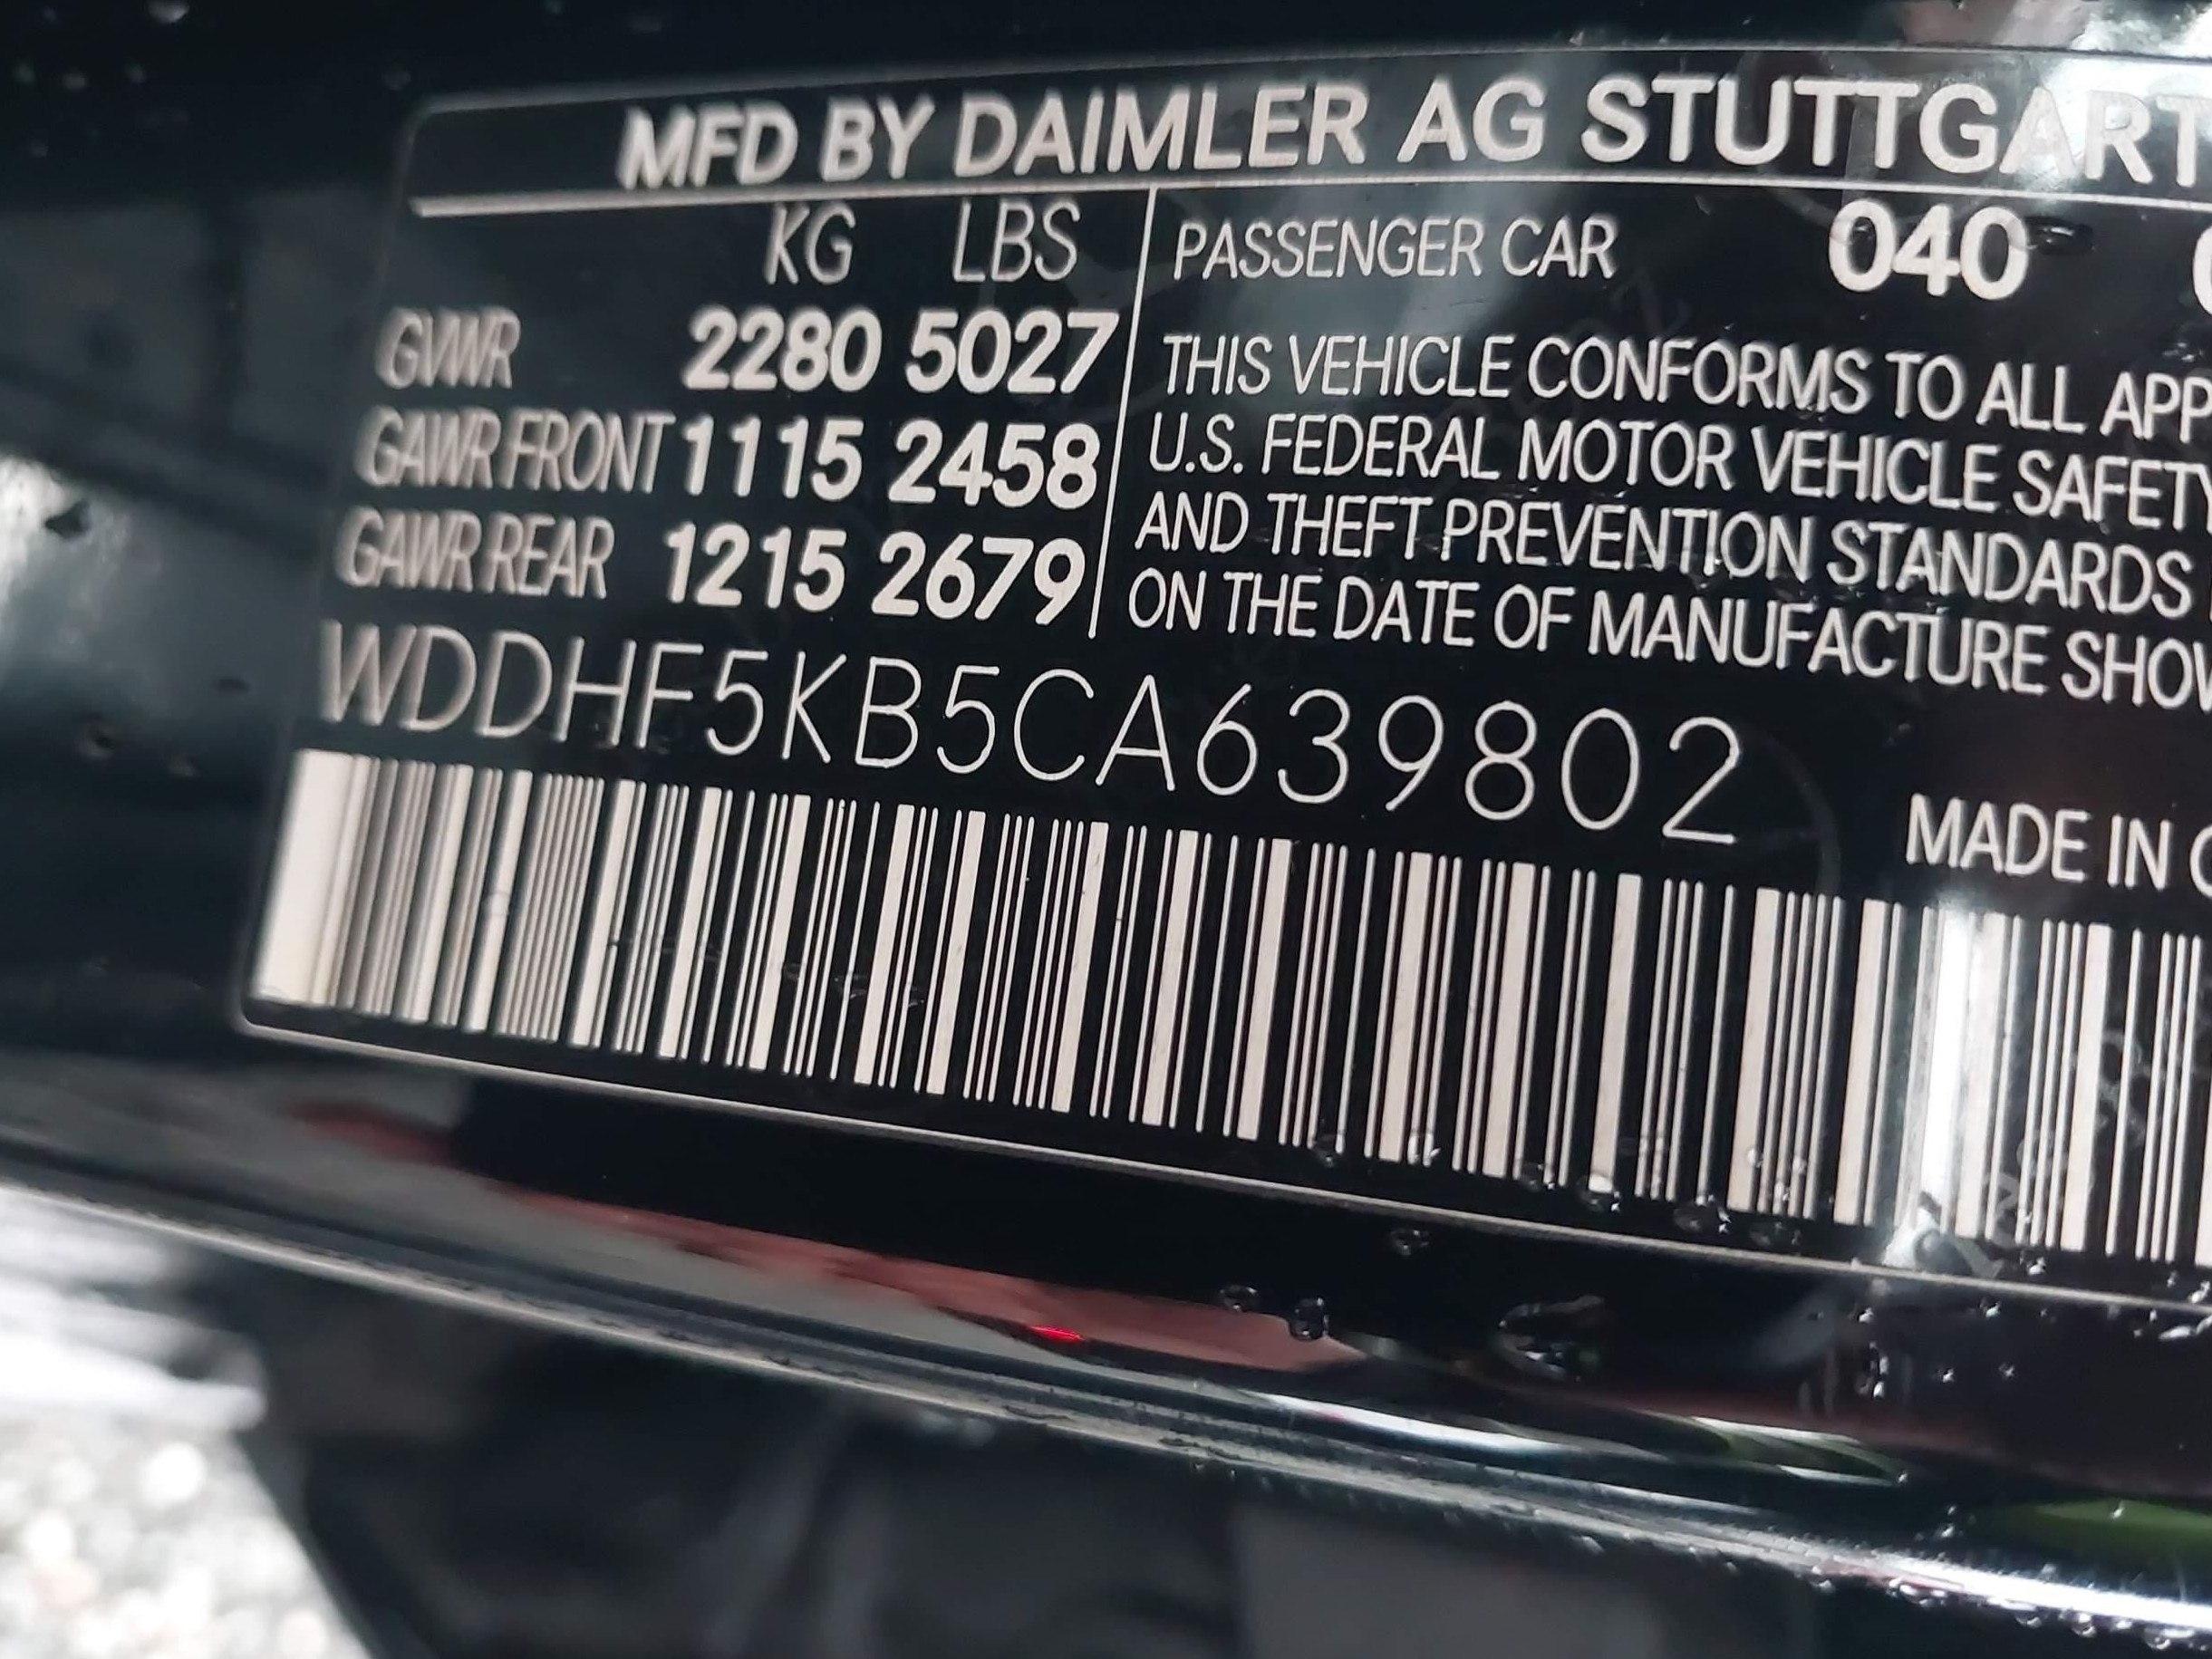 MFD BY DAIMLER AG STUTTGART
KG LBS
GVWR 2280 5027
GAWR FRONT 1115 2458
GAWR REAR 1215 2679
PASSENGER CAR 040
THIS VEHICLE CONFORMS TO ALL APP
U.S. FEDERAL MOTOR VEHICLE SAFETY
AND THEFT PREVENTION STANDARDS
ON THE DATE OF MANUFACTURE SHOW
WDDHF5KB5CA639802
MADE IN